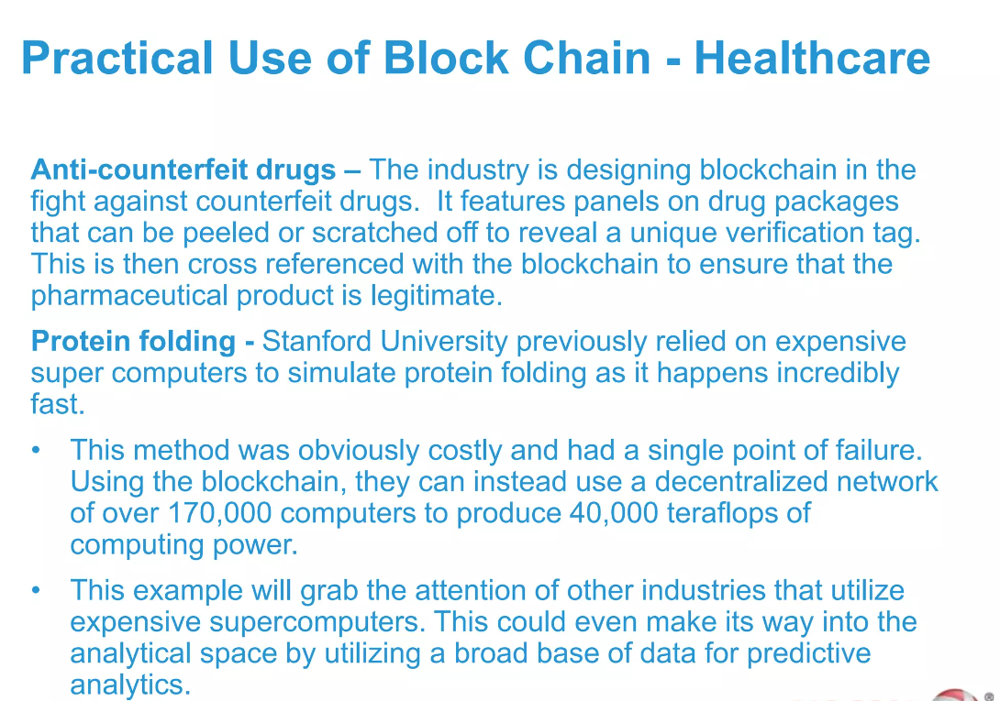 Practical Use of Block Chain - Healthcare
Anti-counterfeit drugs – The industry is designing blockchain in the
fight against counterfeit drugs.  It features panels on drug packages
that can be peeled or scratched off to reveal a unique verification tag.
This is then cross referenced with the blockchain to ensure that the
pharmaceutical product is legitimate.
Protein folding - Stanford University previously relied on expensive
super computers to simulate protein folding as it happens incredibly
fast.
• This method was obviously costly and had a single point of failure.
Using the blockchain, they can instead use a decentralized network
of over 170,000 computers to produce 40,000 teraflops of
computing power.
• This example will grab the attention of other industries that utilize
expensive supercomputers. This could even make its way into the
analytical space by utilizing a broad base of data for predictive
analytics.
®